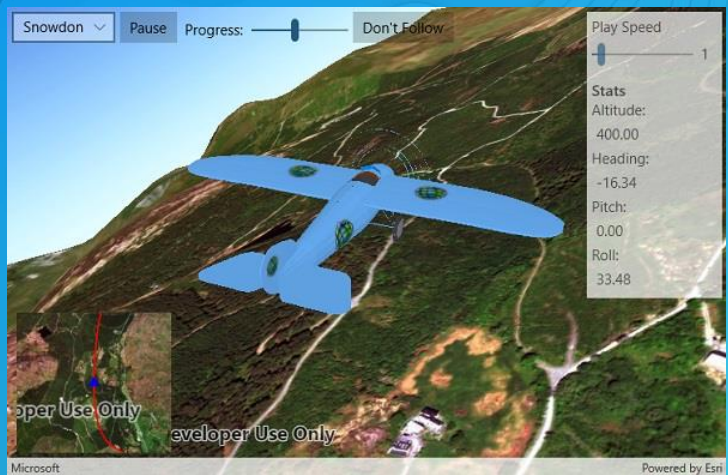 Snowdon
Pause
Progress:
Don't Follow
Play Speed
1
Stats
Altitude:
400.00
Heading:
-16.34
Pitch:
0.00
Roll:
33.48
oper Use Only
eveloper Use Only
Microsoft
Powered by Esri